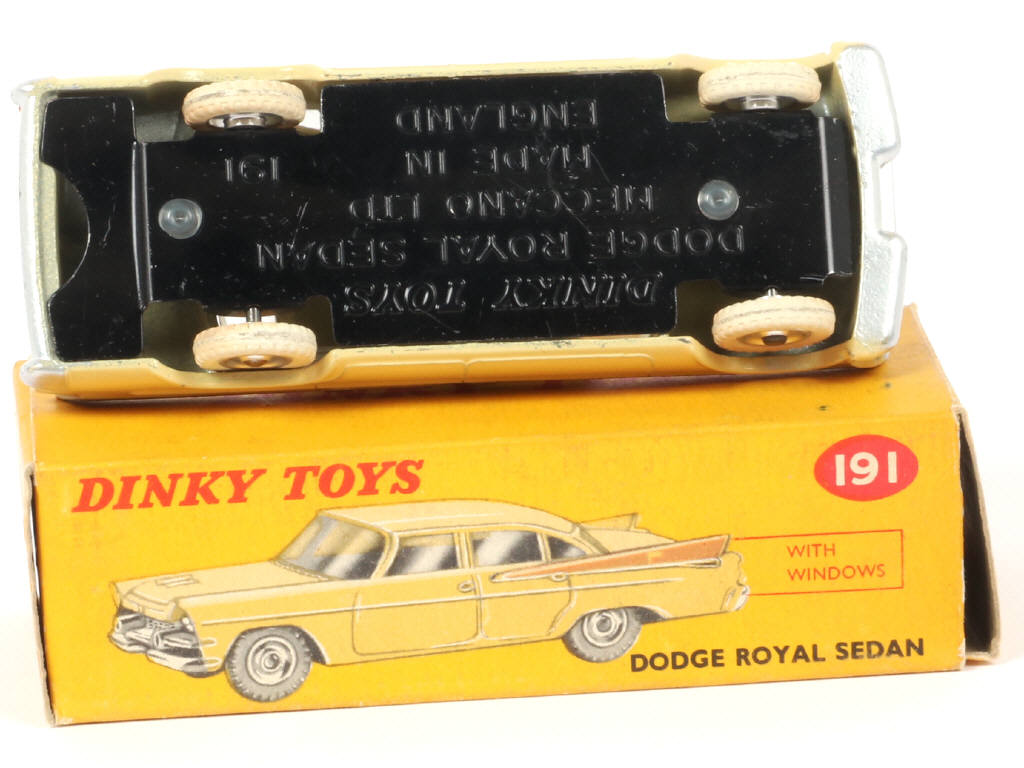 DINKY TOYS
DODGE ROYAL SEDAN
MECCANO LTD
MADE IN
ENGLAND
191
DINKY TOYS
191
WITH
WINDOWS
DODGE ROYAL SEDAN